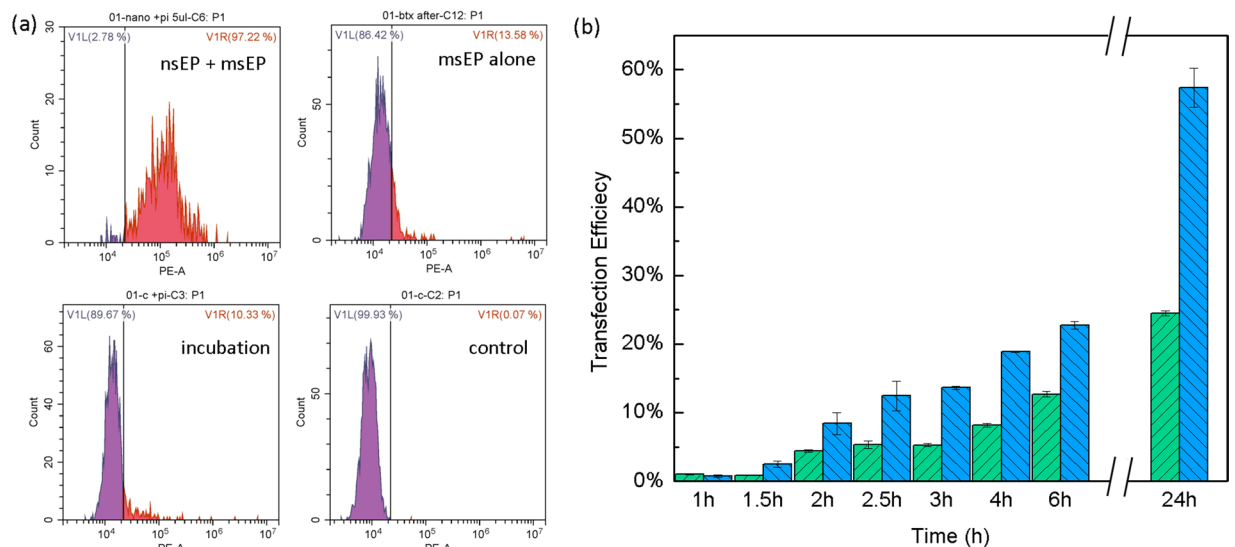 (a)
01-nano +pi 5ul-C6: P1
V1L(2.78 %) V1R(97.22 %)
nsEP + msEP
Count
0 10 20 30
10^4 10^5 10^6 10^7
PE-A
01-btx after-C12: P1
V1L(86.42 %) V1R(13.58 %)
msEP alone
Count
0 50
10^4 10^5 10^6 10^7
PE-A
01-c +pi-C3: P1
V1L(89.67 %) V1R(10.33 %)
incubation
Count
0 20 40 60
10^4 10^5 10^6 10^7
PE-A
01-c-C2: P1
V1L(99.93 %) V1R(0.07 %)
control
Count
0 50
10^4 10^5 10^6 10^7
PE-A
(b)
Transfection Efficiecy
60%
50%
40%
30%
20%
10%
0%
1h 1.5h 2h 2.5h 3h 4h 6h 24h
Time (h)